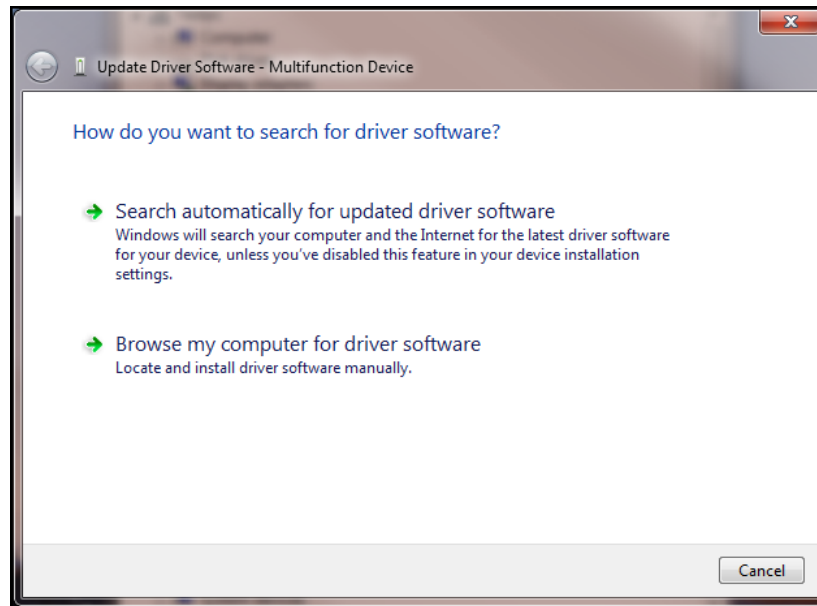 Computer
Update Driver Software - Multifunction Device
How do you want to search for driver software?
Search automatically for updated driver software
Windows will search your computer and the Internet for the latest driver software
for your device, unless you've disabled this feature in your device installation
settings.
Browse my computer for driver software
Locate and install driver software manually.
Cancel